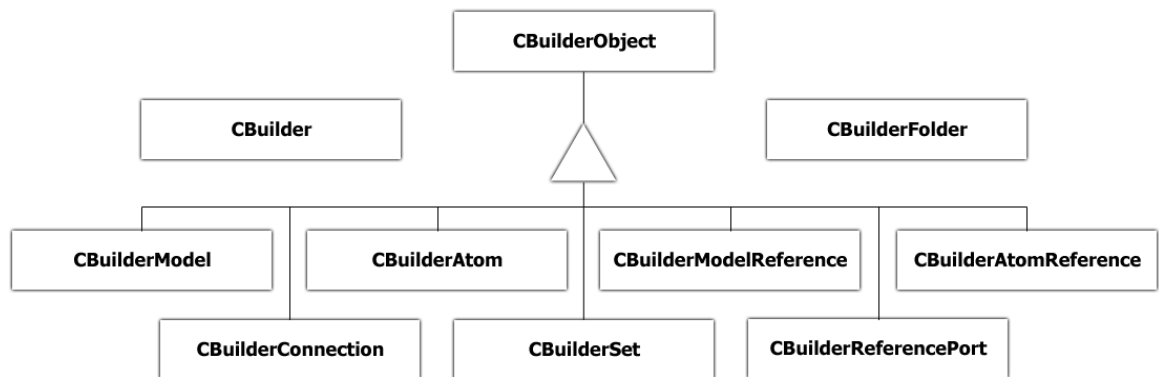 CBuilderObject
CBuilder
CBuilderFolder
CBuilderModel
CBuilderAtom
CBuilderModelReference
CBuilderAtomReference
CBuilderConnection
CBuilderSet
CBuilderReferencePort